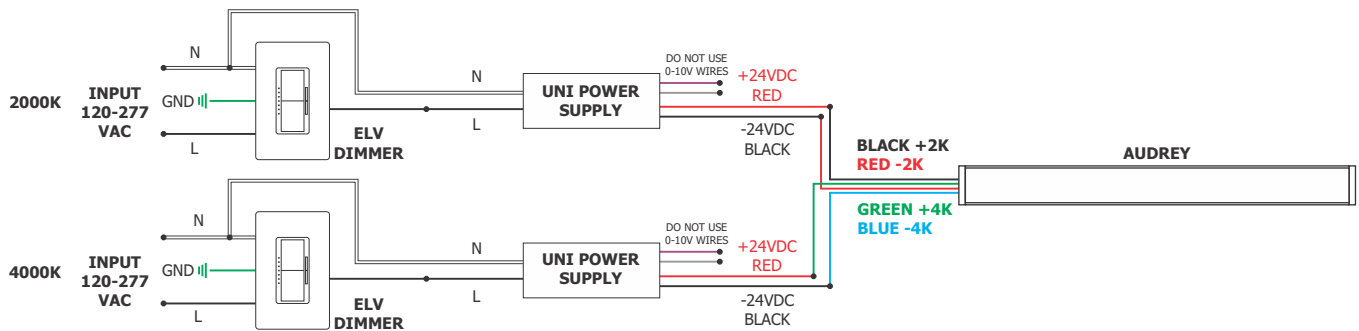 2000K
INPUT
120-277
VAC
N
GND
L
ELV
DIMMER
N
L
UNI POWER
SUPPLY
DO NOT USE
0-10V WIRES
+24VDC
RED
-24VDC
BLACK
BLACK +2K
RED -2K
GREEN +4K
BLUE -4K
AUDREY
4000K
INPUT
120-277
VAC
N
GND
L
ELV
DIMMER
N
L
UNI POWER
SUPPLY
DO NOT USE
0-10V WIRES
+24VDC
RED
-24VDC
BLACK